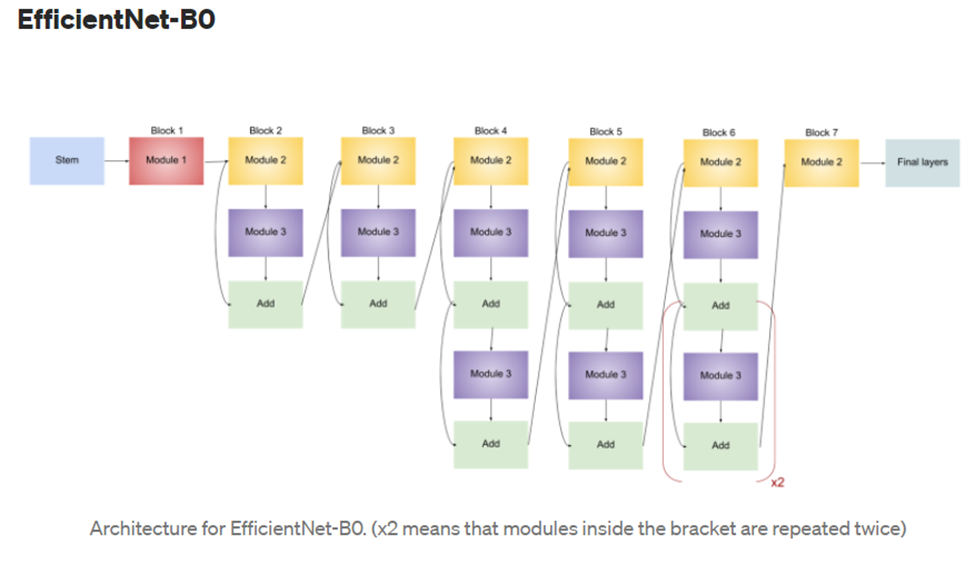 EfficientNet-B0
Block 1
Block 2
Block 3
Block 4
Block 5
Block 6
Block 7
Stem
Module 1
Module 2
Module 2
Module 2
Module 2
Module 2
Module 2
Final layers
Module 3
Module 3
Module 3
Module 3
Module 3
Add
Add
Add
Add
Add
Module 3
Module 3
Module 3
Add
Add
Add
x2
Architecture for EfficientNet-B0. (x2 means that modules inside the bracket are repeated twice)